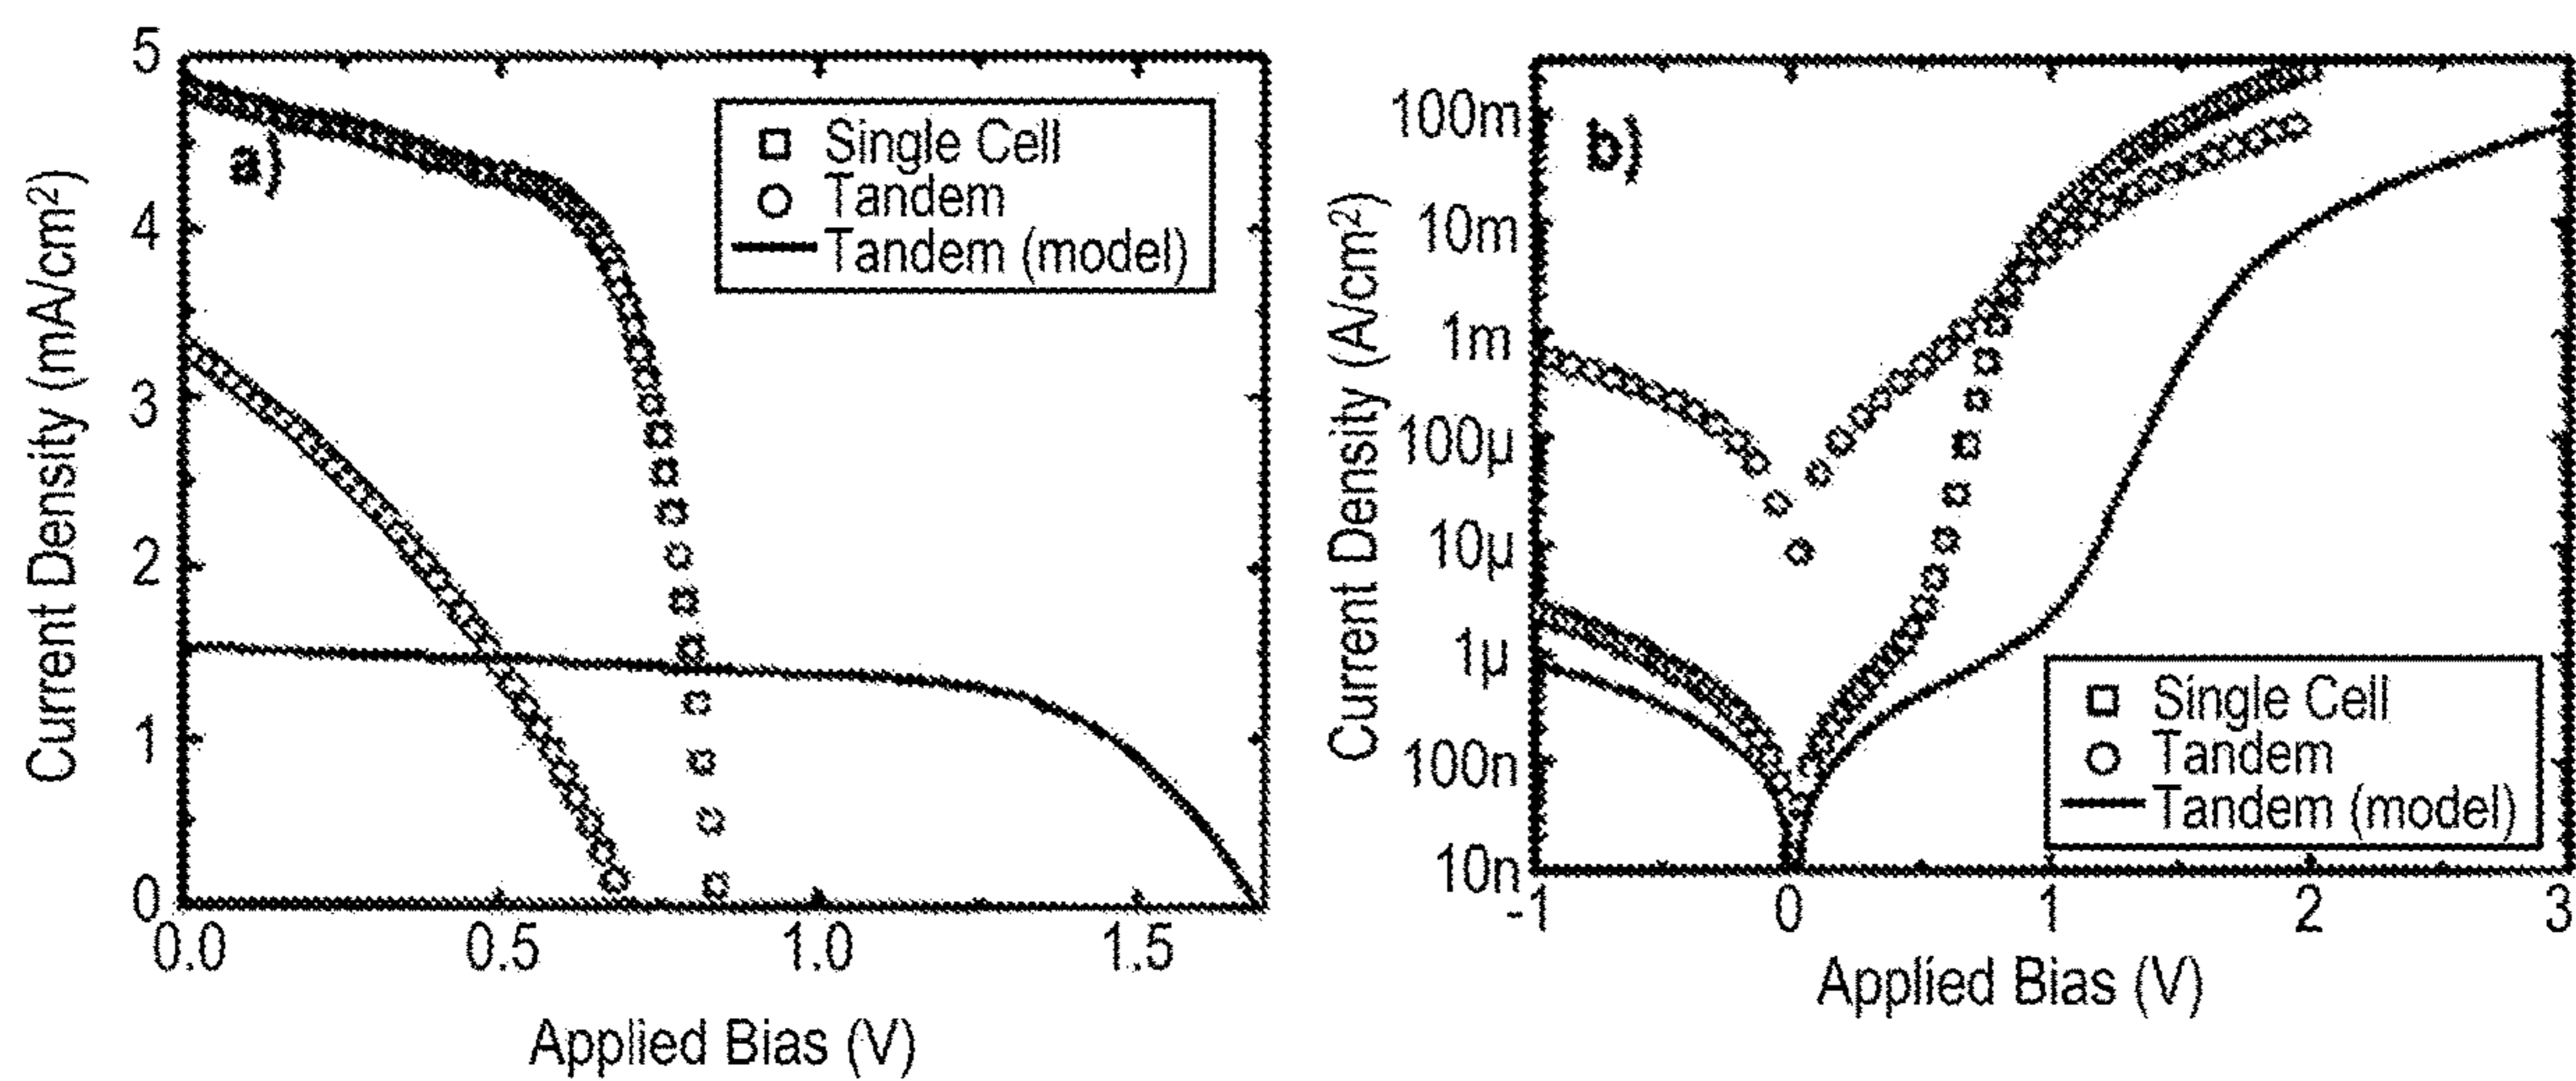 5
4
3
2
1
0
Current Density (mA/cm²)
a)
Single Cell
Tandem
Tandem (model)
0.0 0.5 1.0 1.5
Applied Bias (V)
100m
10m
1m
100µ
10µ
1µ
100n
10n
Current Density (A/cm²)
b)
Single Cell
Tandem
Tandem (model)
-1 0 1 2 3
Applied Bias (V)